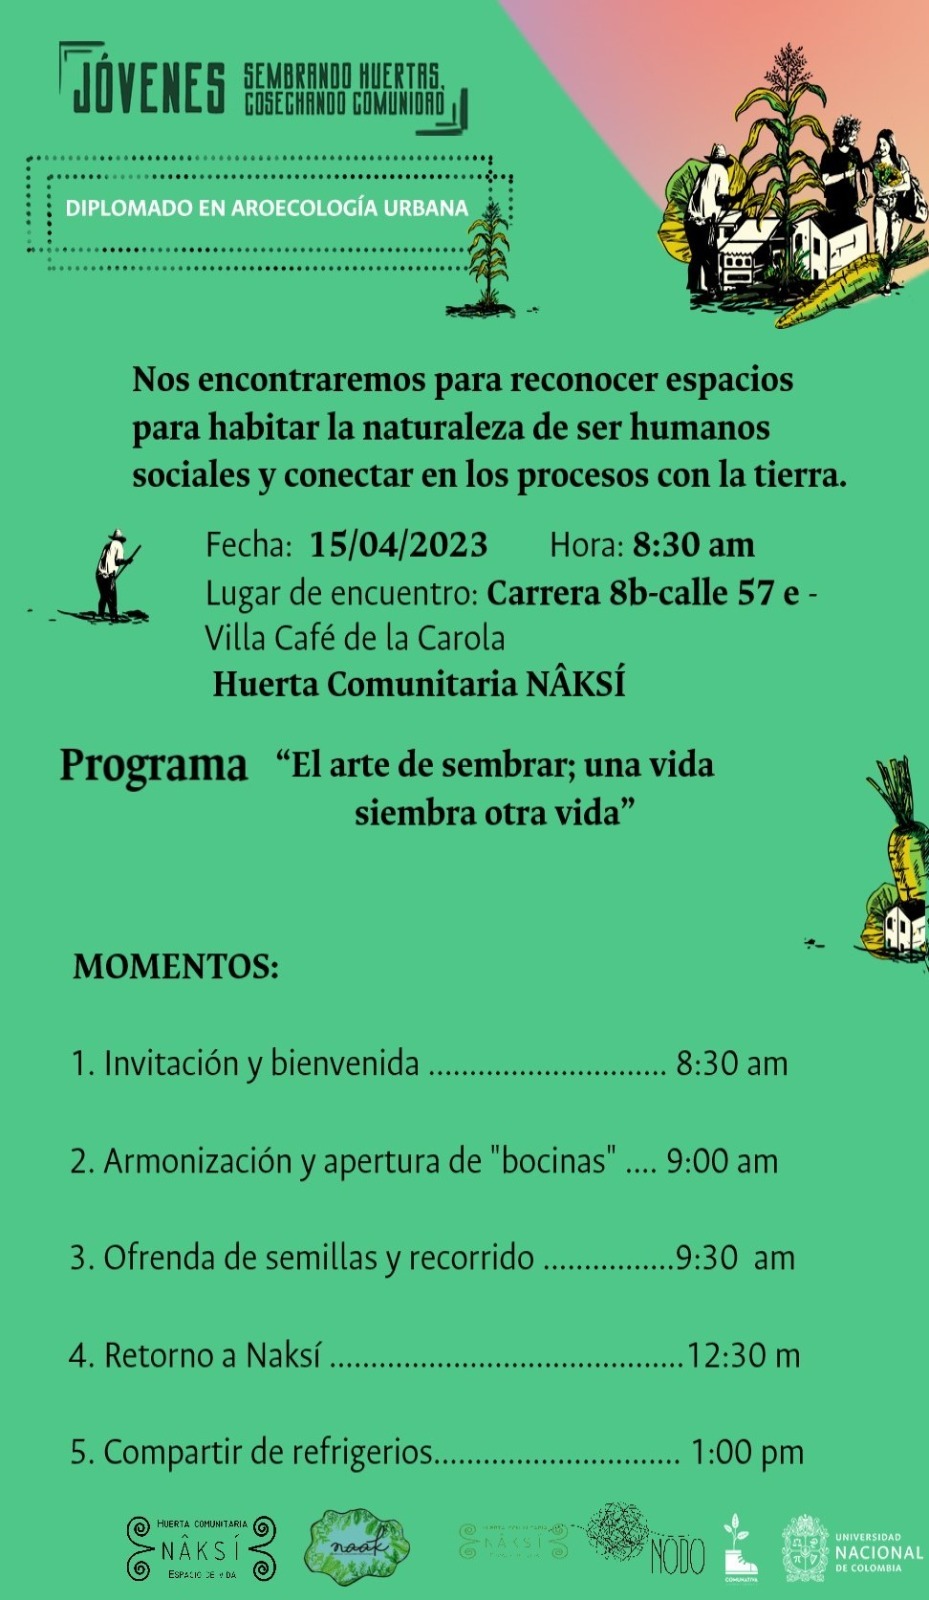 JÓVENES SEMBRANDO HUERTAS,
COSECHANDO COMUNIDAD
DIPLOMADO EN AROECOLOGÍA URBANA
Nos encontraremos para reconocer espacios
para habitar la naturaleza de ser humanos
sociales y conectar en los procesos con la tierra.
Fecha: 15/04/2023 Hora: 8:30 am
Lugar de encuentro: Carrera 8b-calle 57 e -
Villa Café de la Carola
Huerta Comunitaria NÂKSÍ
Programa “El arte de sembrar; una vida
siembra otra vida”
MOMENTOS:
1. Invitación y bienvenida ............................. 8:30 am
2. Armonización y apertura de "bocinas" .... 9:00 am
3. Ofrenda de semillas y recorrido ................9:30 am
4. Retorno a Naksí ...........................................12:30 m
5. Compartir de refrigerios.............................. 1:00 pm
HUERTA COMUNITARIA
NÂKSÍ
ESPACIO DE VIDA
naak
NÂKSÍ
NODO
COMUNATIVA
UNIVERSIDAD
NACIONAL
DE COLOMBIA